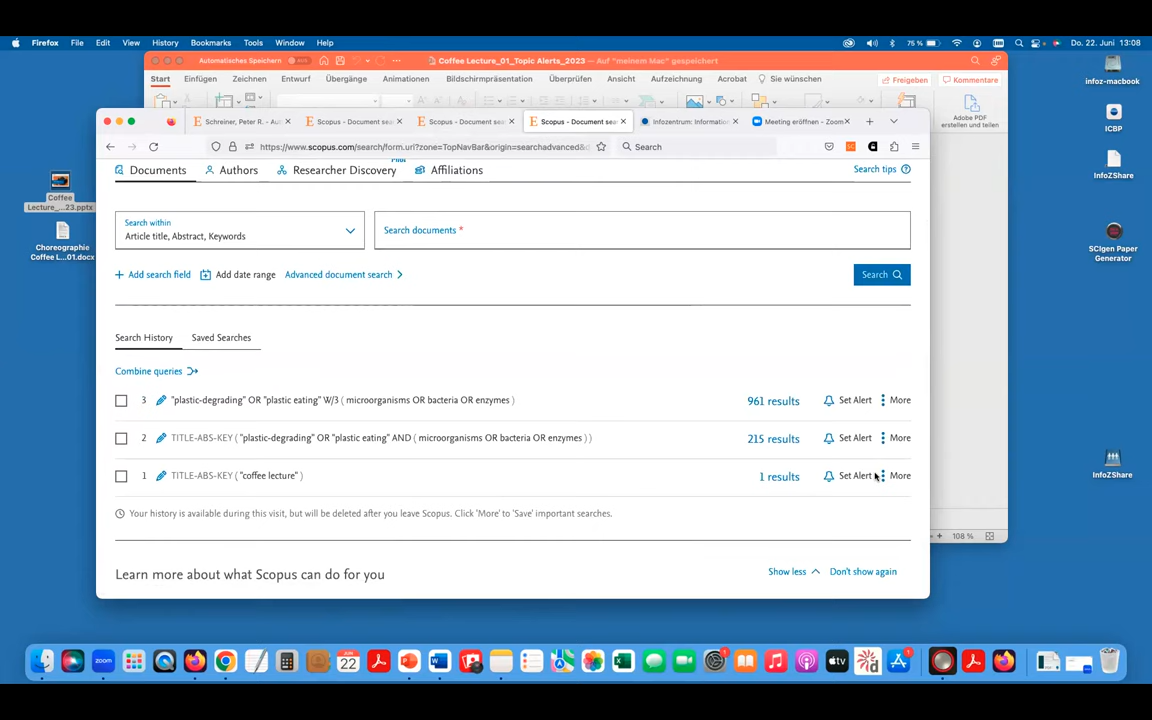 Firefox File Edit View History Bookmarks Tools Window Help 75 % Do. 22. Juni 13:08
Automatisches Speichern Coffee Lecture_01_Topic Alerts_2023 — Auf "meinem Mac" gespeichert
Start Einfügen Zeichnen Entwurf Übergänge Animationen Bildschirmpräsentation Überprüfen Ansicht Aufzeichnung Acrobat Sie wünschen Freigeben Kommentare
Adobe PDF
erstellen und teilen
Schreiner, Peter R. - Au Scopus - Document sea Scopus - Document sea Scopus - Document sea Infozentrum: Information Meeting eröffnen - Zoom
https://www.scopus.com/search/form.uri?zone=TopNavBar&origin=searchadvanced& Search
Documents Authors Researcher Discovery Pilot Affiliations Search tips
Search within
Article title, Abstract, Keywords
Search documents *
Add search field Add date range Advanced document search Search
Search History Saved Searches
Combine queries
3 "plastic-degrading" OR "plastic eating" W/3 ( microorganisms OR bacteria OR enzymes ) 961 results Set Alert More
2 TITLE-ABS-KEY ( "plastic-degrading" OR "plastic eating" AND ( microorganisms OR bacteria OR enzymes ) ) 215 results Set Alert More
1 TITLE-ABS-KEY ( "coffee lecture" ) 1 results Set Alert More
Your history is available during this visit, but will be deleted after you leave Scopus. Click 'More' to 'Save' important searches.
Learn more about what Scopus can do for you Show less Don't show again
108 %
Coffee
Lecture_...23.pptx
Choreographie
Coffee L...01.docx
infoz-macbook
ICBP
InfoZShare
SCIgen Paper
Generator
InfoZShare
zoom
JUN
22
tv